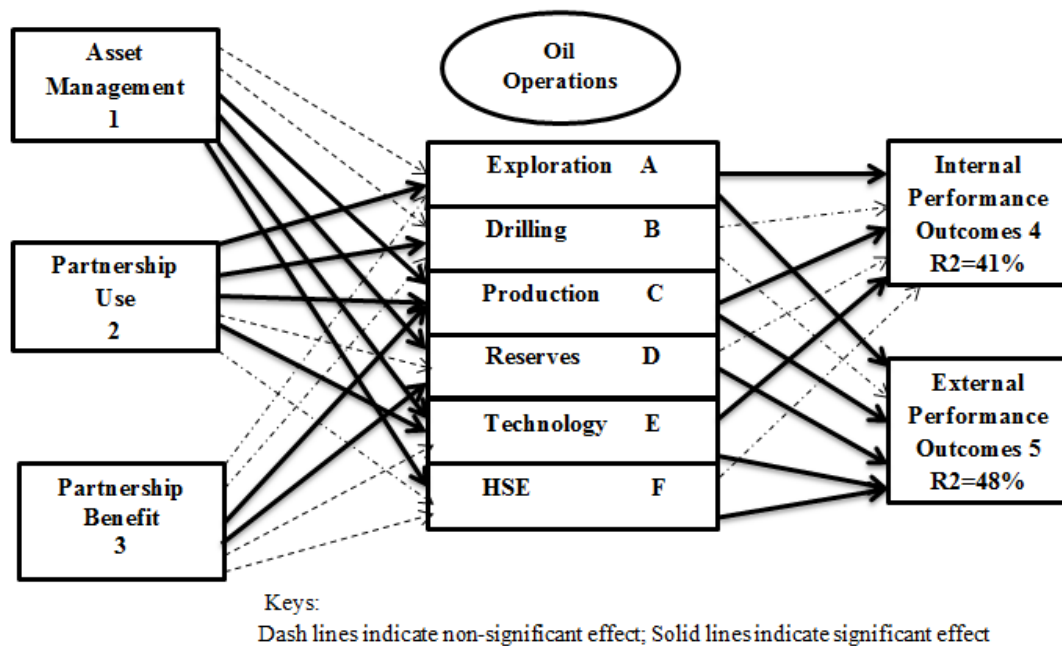 Asset
Management
1
Oil
Operations
Partnership
Use
2
Partnership
Benefit
3
Exploration A
Drilling B
Production C
Reserves D
Technology E
HSE F
Internal
Performance
Outcomes 4
R2=41%
External
Performance
Outcomes 5
R2=48%
Keys:
Dash lines indicate non-significant effect; Solid lines indicate significant effect